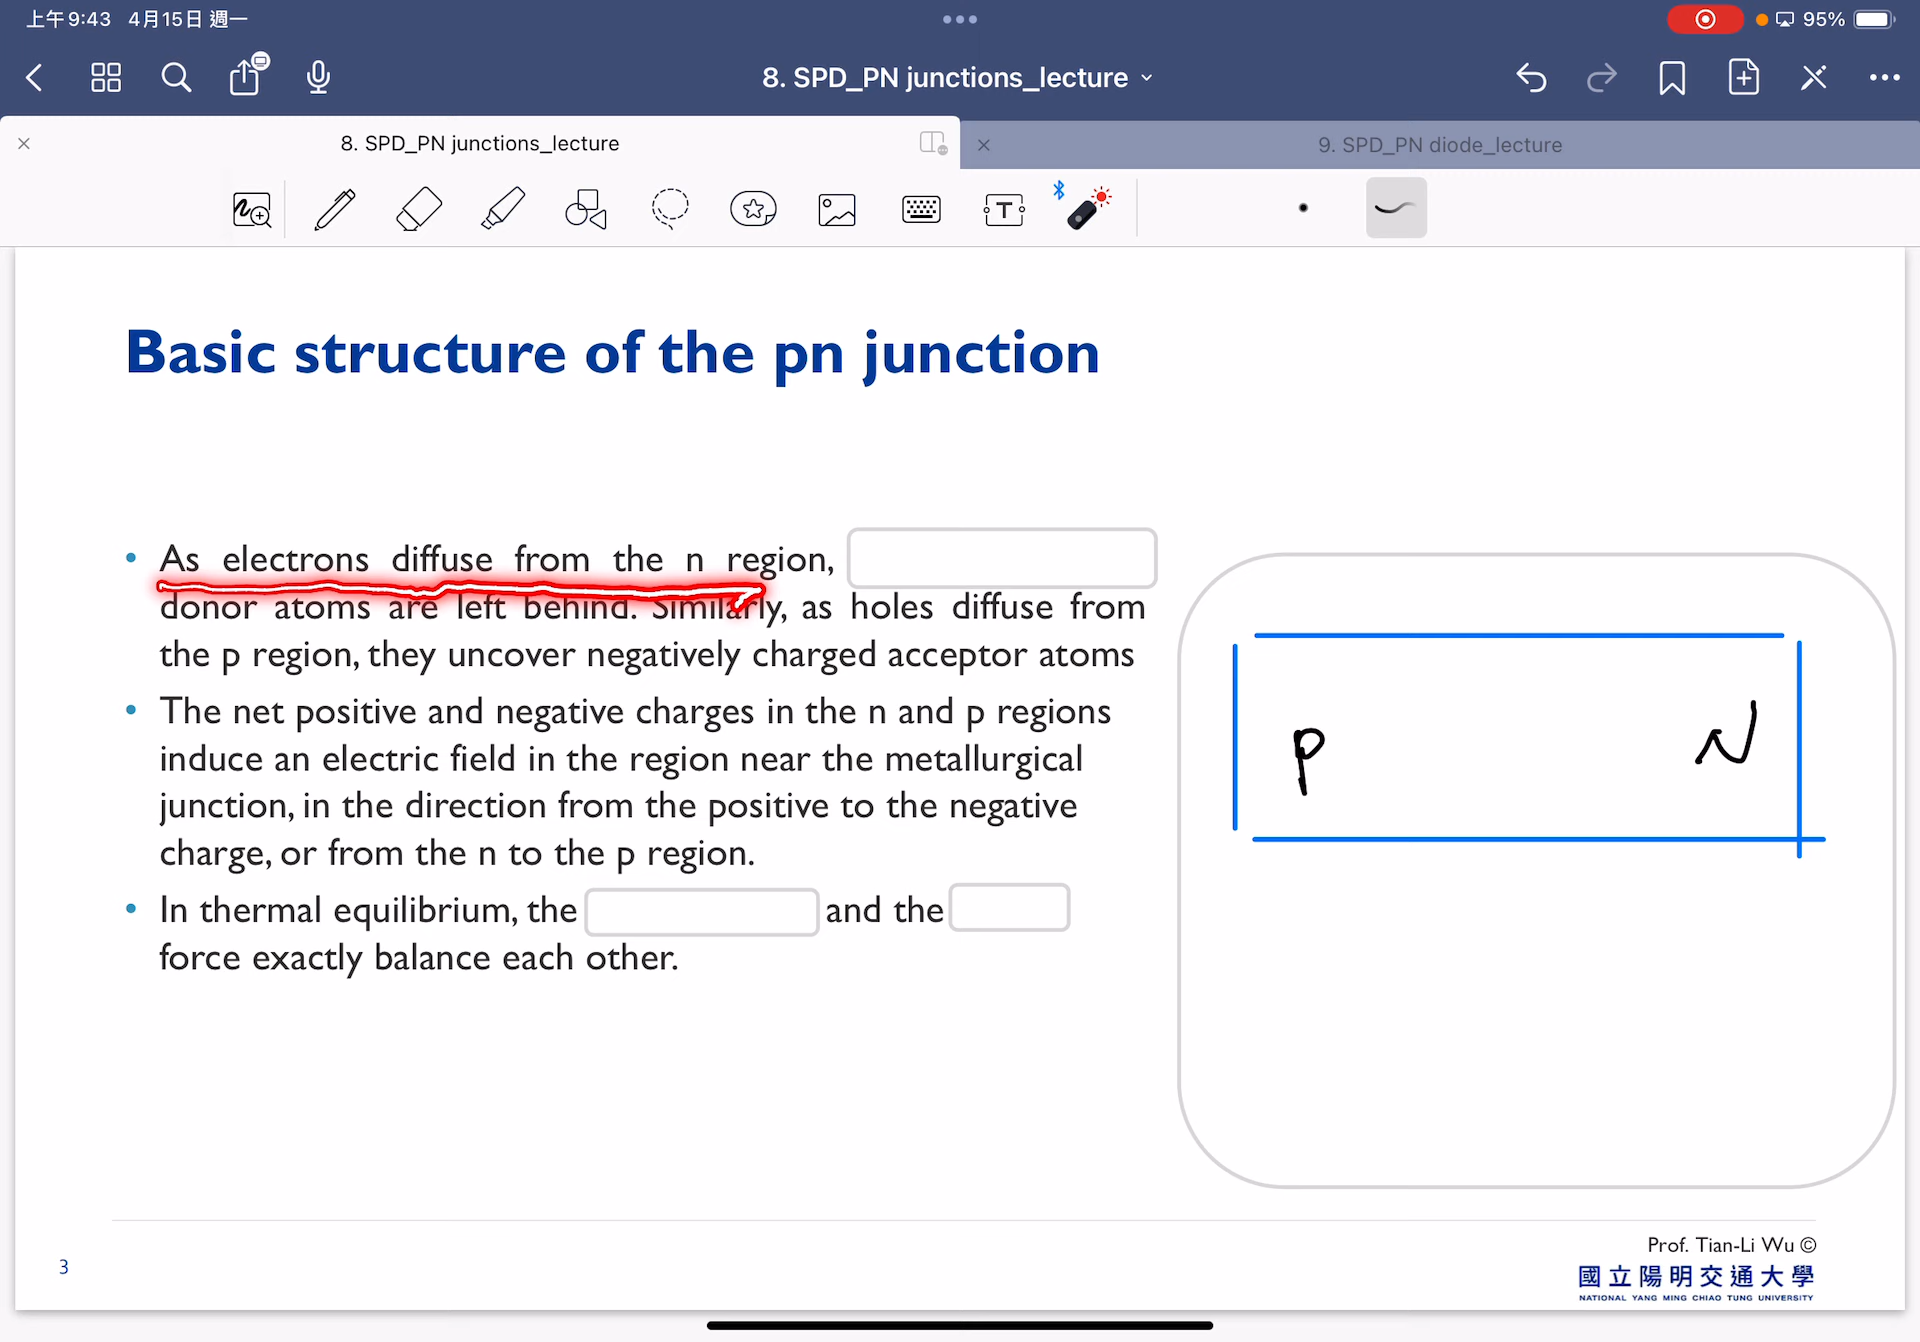 上午9:43 4月15日 週一
95%
8. SPD_PN junctions_lecture
8. SPD_PN junctions_lecture
9. SPD_PN diode_lecture
T
Basic structure of the pn junction
• As electrons diffuse from the n region,
donor atoms are left behind. Similarly, as holes diffuse from
the p region, they uncover negatively charged acceptor atoms
• The net positive and negative charges in the n and p regions
induce an electric field in the region near the metallurgical
junction, in the direction from the positive to the negative
charge, or from the n to the p region.
• In thermal equilibrium, the and the
force exactly balance each other.
P
N
3
Prof. Tian-Li Wu ©
國立陽明交通大學
NATIONAL YANG MING CHIAO TUNG UNIVERSITY